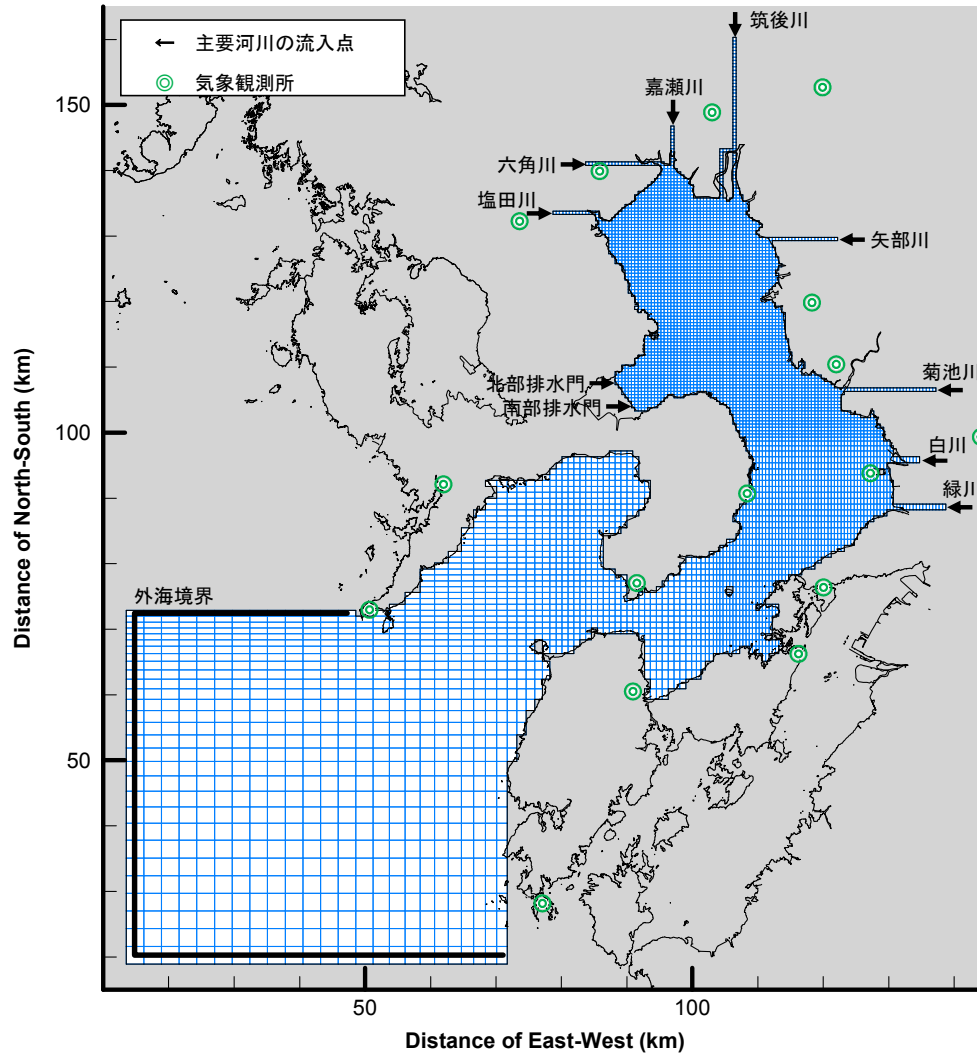 筑後川
主要河川の流入点
気象観測所
嘉瀬川
150
六角川
塩田川
矢部川
北部排水門
南部排水門
菊池川
100
白川
緑川
外海境界
50
Distance of North-South (km)
50
100
Distance of East-West (km)